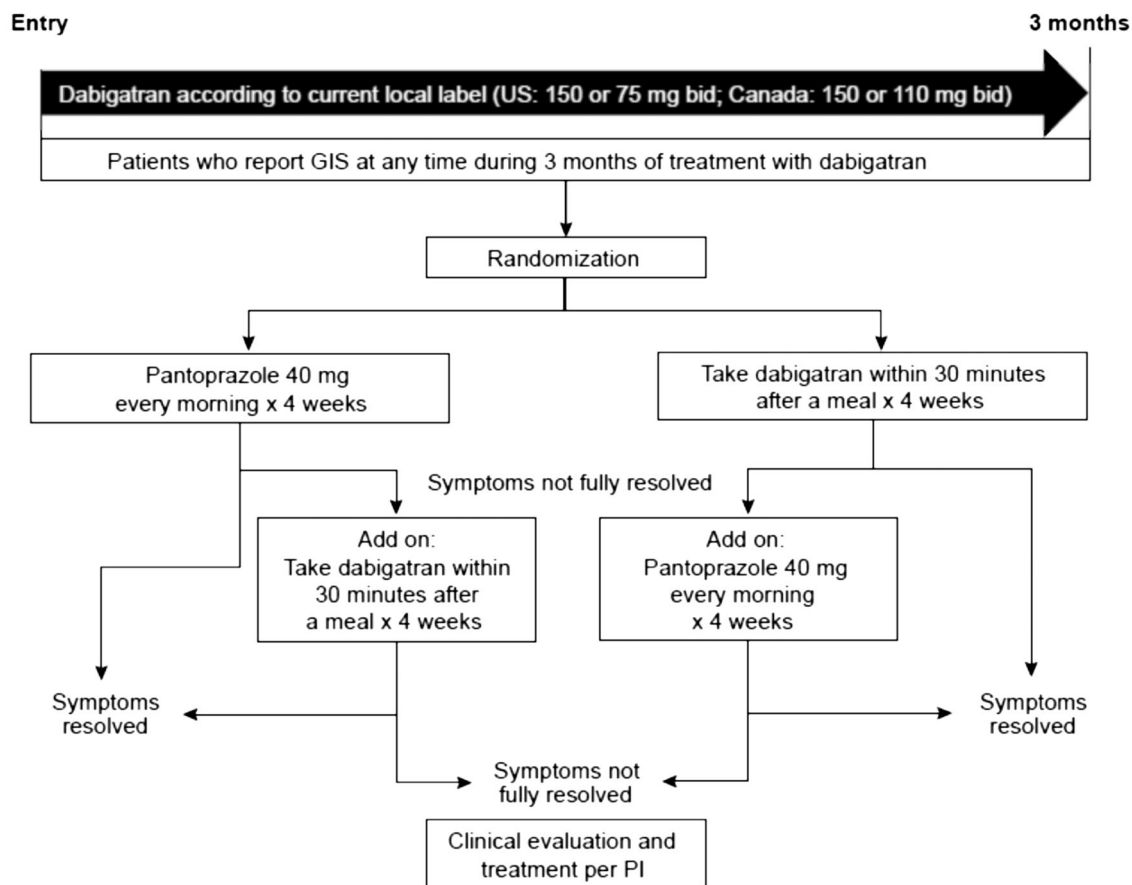 Entry
3 months
Dabigatran according to current local label (US: 150 or 75 mg bid; Canada: 150 or 110 mg bid)
Patients who report GIS at any time during 3 months of treatment with dabigatran
Randomization
Pantoprazole 40 mg
every morning x 4 weeks
Take dabigatran within 30 minutes
after a meal x 4 weeks
Symptoms not fully resolved
Add on:
Take dabigatran within
30 minutes after
a meal x 4 weeks
Add on:
Pantoprazole 40 mg
every morning
x 4 weeks
Symptoms
resolved
Symptoms
resolved
Symptoms not
fully resolved
Clinical evaluation and
treatment per PI